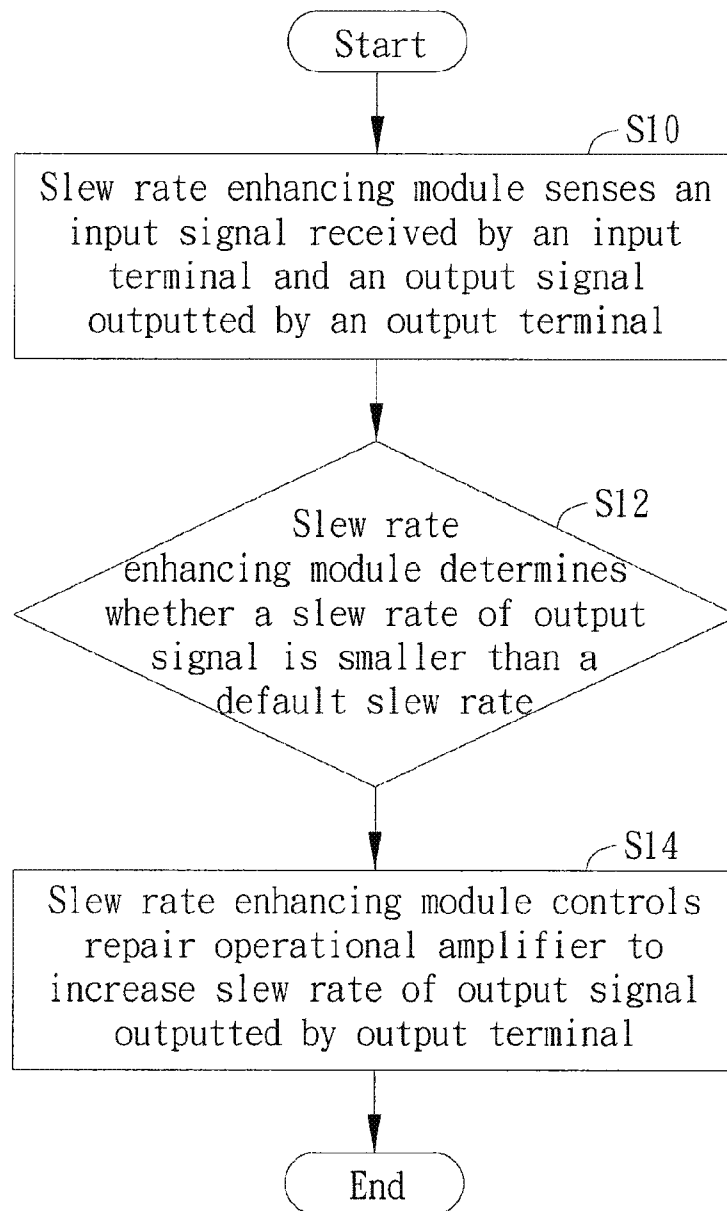 Start
S10
Slew rate enhancing module senses an
input signal received by an input
terminal and an output signal
outputted by an output terminal
S12
Slew rate
enhancing module determines
whether a slew rate of output
signal is smaller than a
default slew rate
S14
Slew rate enhancing module controls
repair operational amplifier to
increase slew rate of output signal
outputted by output terminal
End